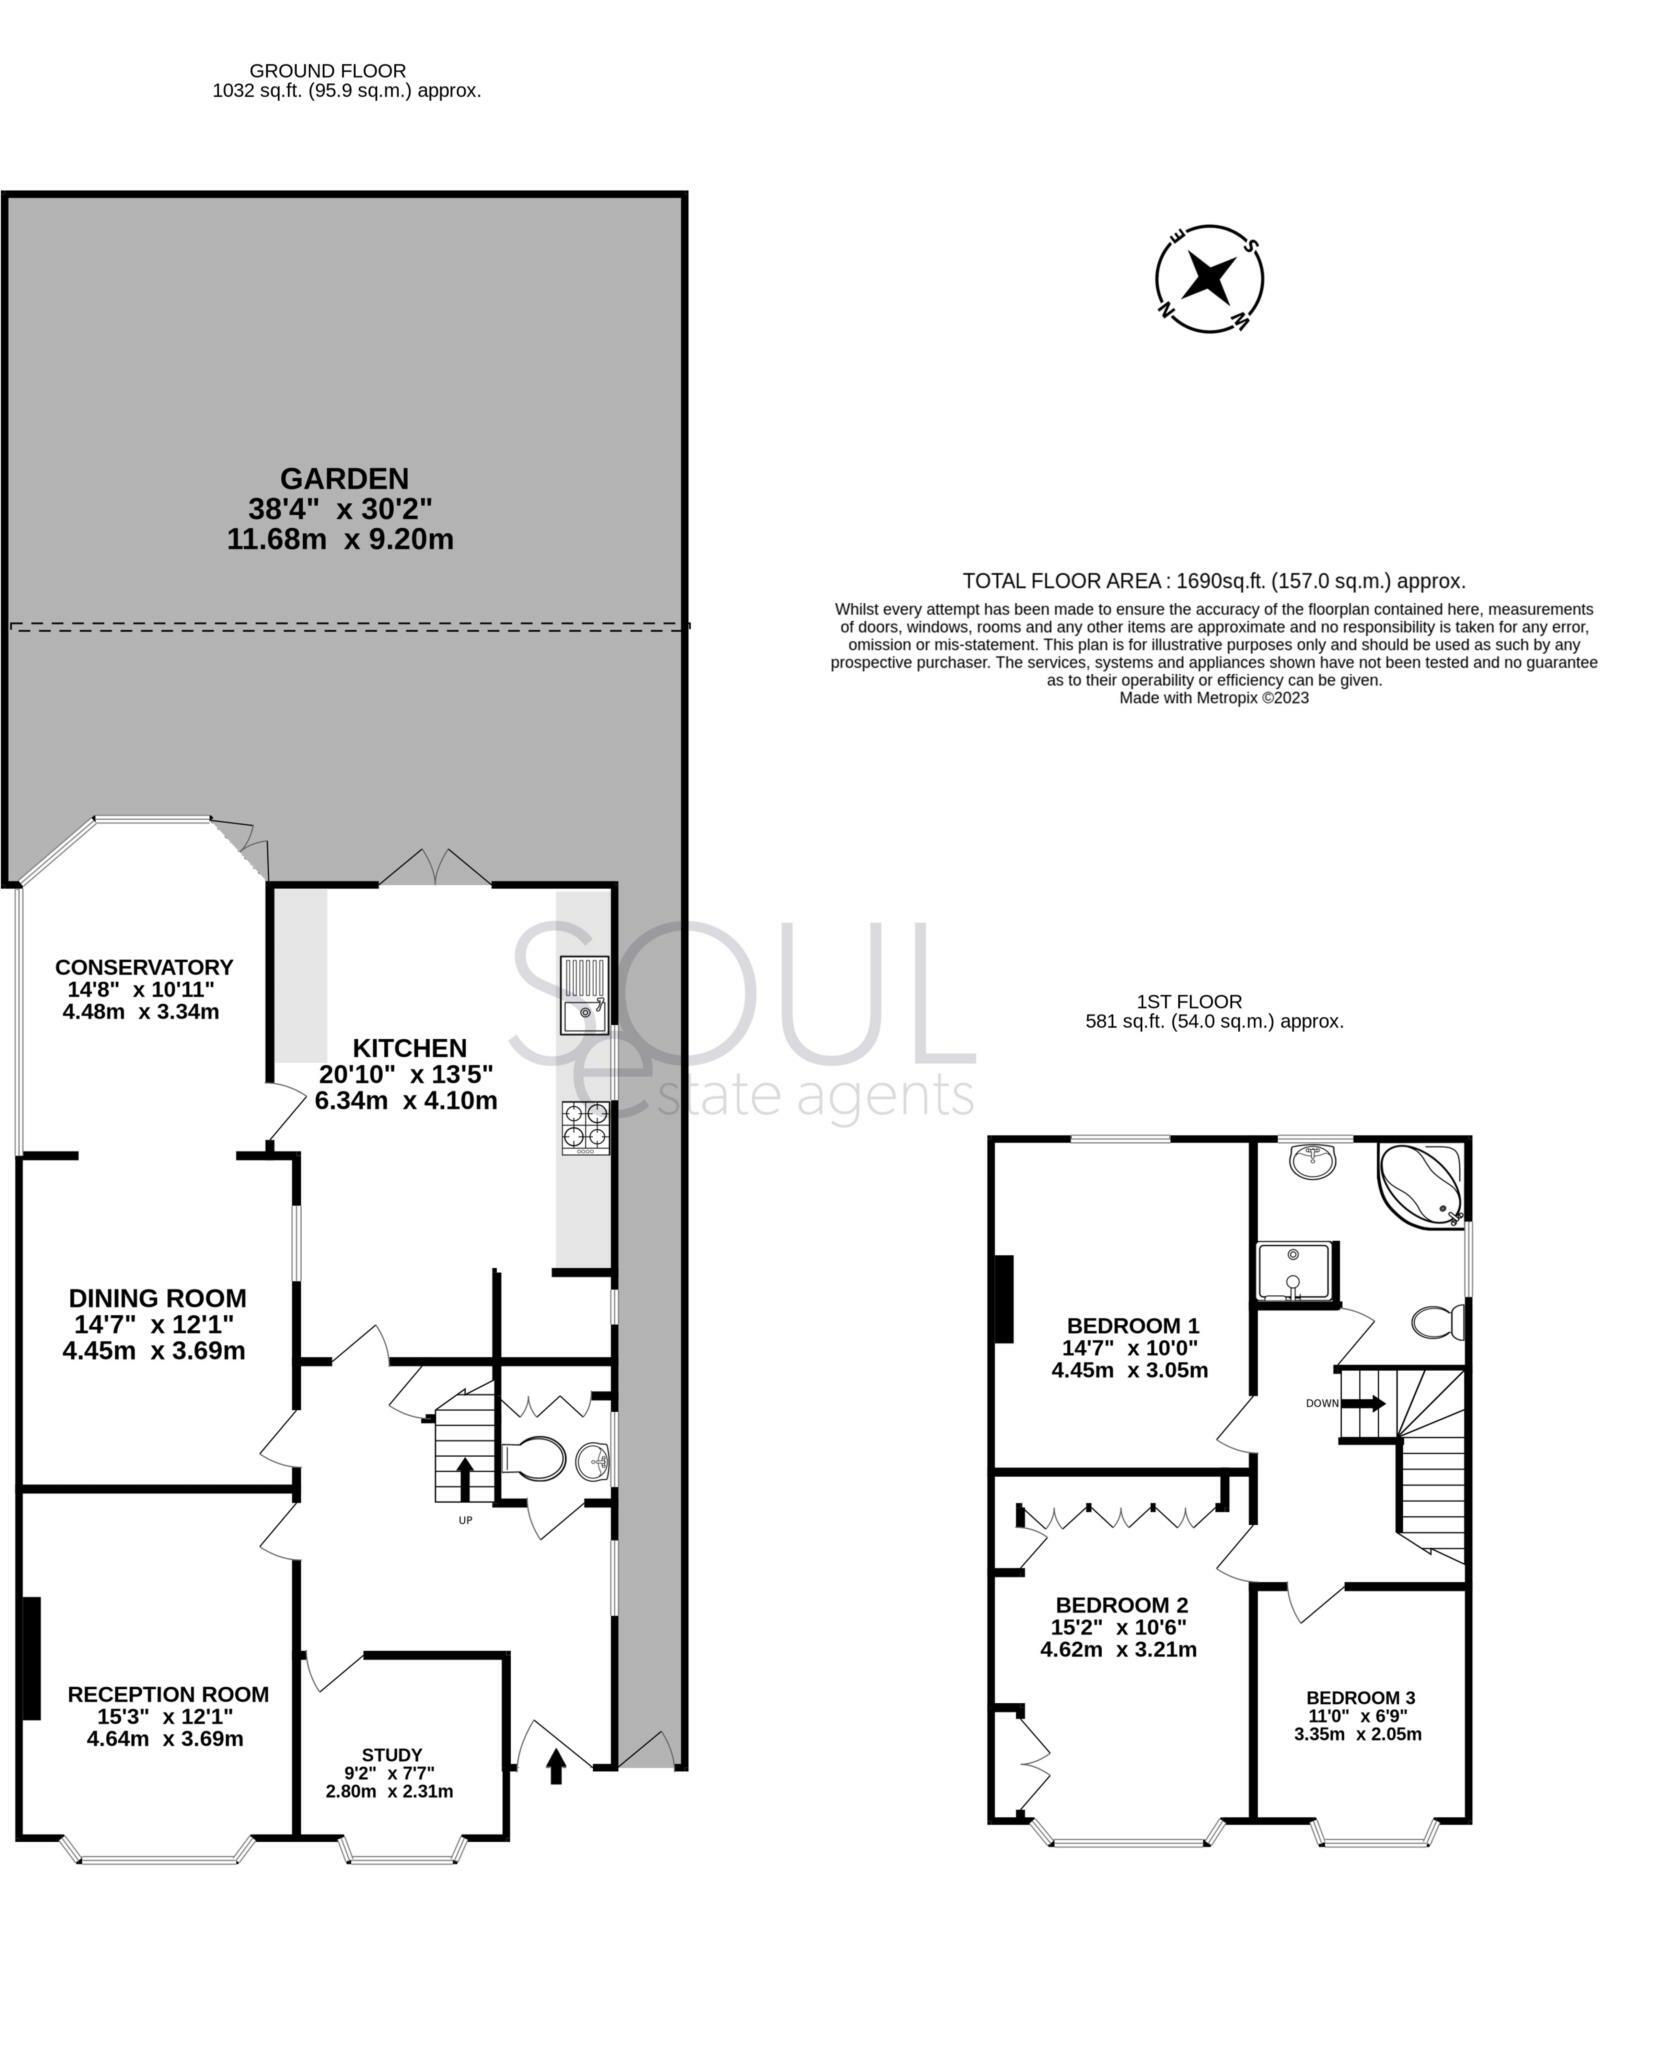 GROUND FLOOR
1032 sq.ft. (95.9 sq.m.) approx.
E
S
N
W
GARDEN
38'4" x 30'2"
11.68m x 9.20m
TOTAL FLOOR AREA : 1690sq.ft. (157.0 sq.m.) approx.
Whilst every attempt has been made to ensure the accuracy of the floorplan contained here, measurements
of doors, windows, rooms and any other items are approximate and no responsibility is taken for any error,
omission or mis-statement. This plan is for illustrative purposes only and should be used as such by any
prospective purchaser. The services, systems and appliances shown have not been tested and no guarantee
as to their operability or efficiency can be given.
Made with Metropix ©2023
CONSERVATORY
14'8" x 10'11"
4.48m x 3.34m
KITCHEN
20'10" x 13'5"
6.34m x 4.10m
SOUL
estate agents
DINING ROOM
14'7" x 12'1"
4.45m x 3.69m
UP
RECEPTION ROOM
15'3" x 12'1"
4.64m x 3.69m
STUDY
9'2" x 7'7"
2.80m x 2.31m
1ST FLOOR
581 sq.ft. (54.0 sq.m.) approx.
BEDROOM 1
14'7" x 10'0"
4.45m x 3.05m
DOWN
BEDROOM 2
15'2" x 10'6"
4.62m x 3.21m
BEDROOM 3
11'0" x 6'9"
3.35m x 2.05m